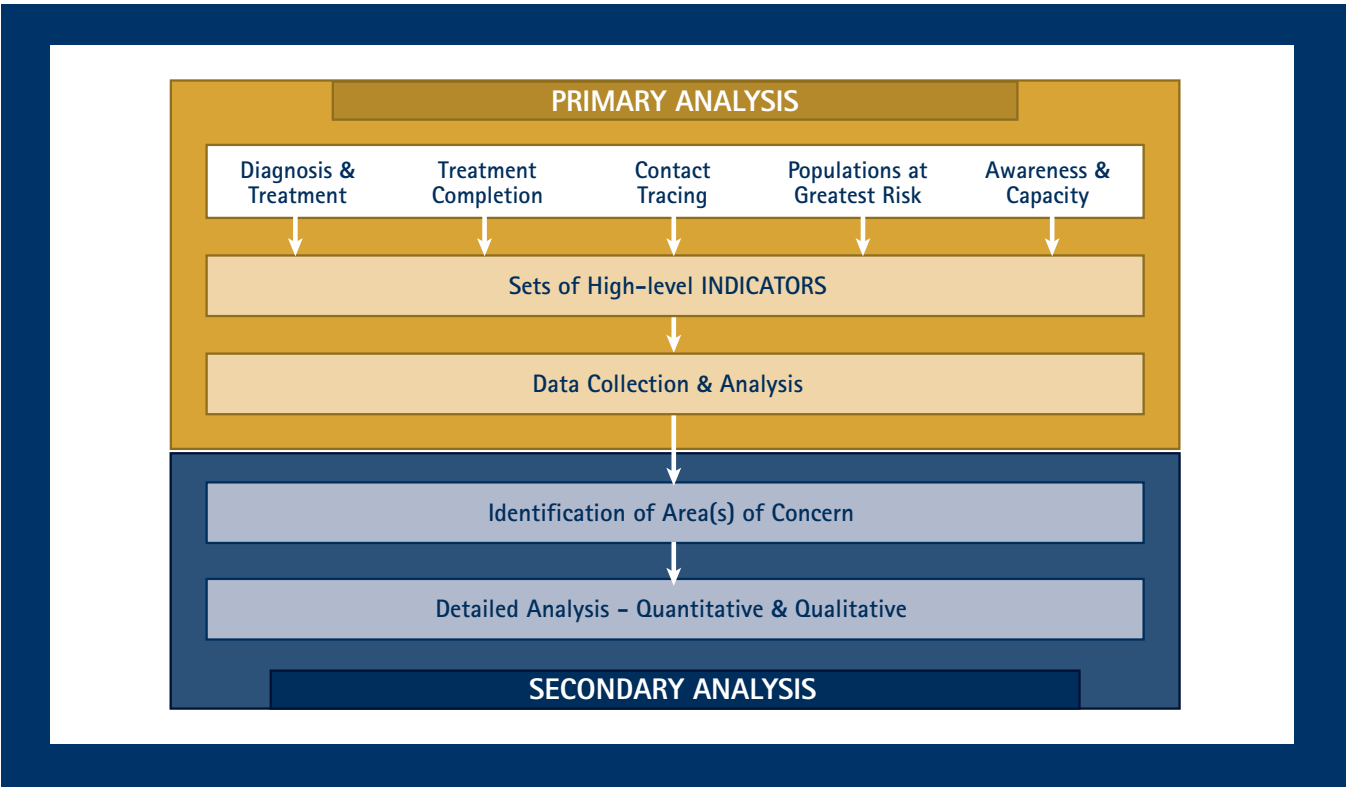 PRIMARY ANALYSIS
Diagnosis &
Treatment
Treatment
Completion
Contact
Tracing
Populations at
Greatest Risk
Awareness &
Capacity
Sets of High-level INDICATORS
Data Collection & Analysis
Identification of Area(s) of Concern
Detailed Analysis - Quantitative & Qualitative
SECONDARY ANALYSIS